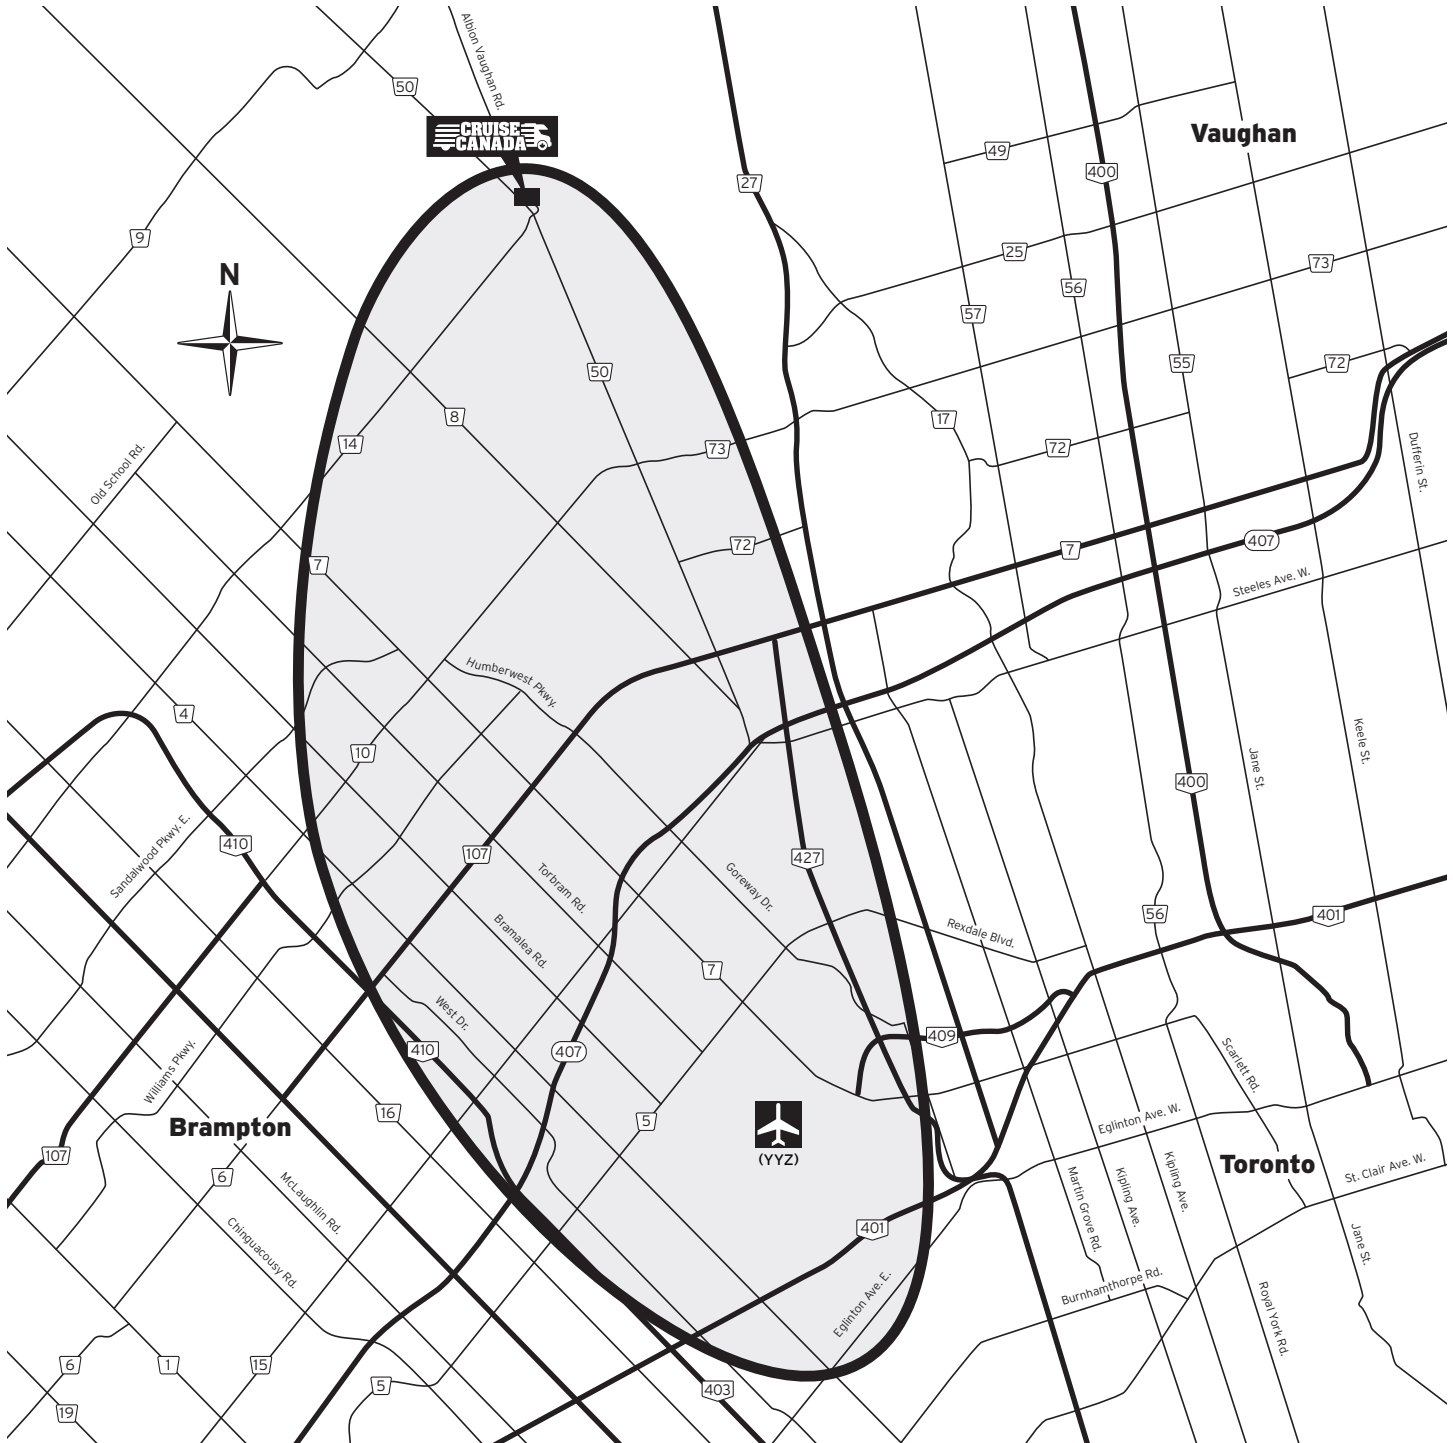 Albion Vaughan Rd.
50
CRUISE
CANADA
Vaughan
49
400
27
9
25
73
N
56
57
50
55
72
8
17
14
73
72
Old School Rd.
Dufferin St.
72
7
407
7
Steeles Ave. W.
Humberwest Pkwy.
4
10
Keele St.
Jane St.
400
410
Sandalwood Pkwy. E.
107
427
Torbram Rd.
Goreway Dr.
Bramalea Rd.
56
401
Rexdale Blvd.
7
West Dr.
410
407
409
Williams Pkwy.
Scarlett Rd.
16
5
Brampton
Eglinton Ave. W.
(YYZ)
107
6
Toronto
St. Clair Ave. W.
McLaughlin Rd.
Martin Grove Rd.
Kipling Ave.
Kipling Ave.
Chinguacousy Rd.
401
Jane St.
Eglinton Ave. E.
Burnhamthorpe Rd.
Royal York Rd.
6
1
15
5
403
19